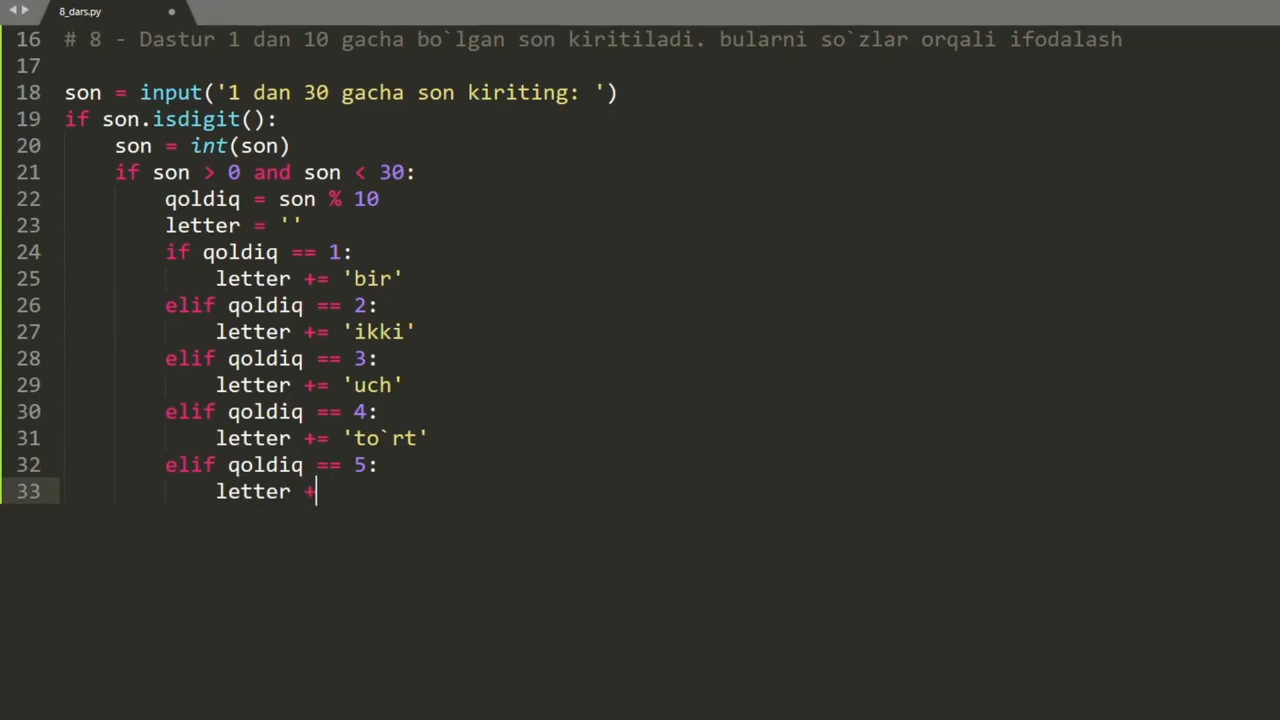 8_dars.py
16 # 8 - Dastur 1 dan 10 gacha bo`lgan son kiritiladi. bularni so`zlar orqali ifodalash
17
18 son = input('1 dan 30 gacha son kiriting: ')
19 if son.isdigit():
20     son = int(son)
21     if son > 0 and son < 30:
22         qoldiq = son % 10
23         letter = ''
24         if qoldiq == 1:
25             letter += 'bir'
26         elif qoldiq == 2:
27             letter += 'ikki'
28         elif qoldiq == 3:
29             letter += 'uch'
30         elif qoldiq == 4:
31             letter += 'to`rt'
32         elif qoldiq == 5:
33             letter +